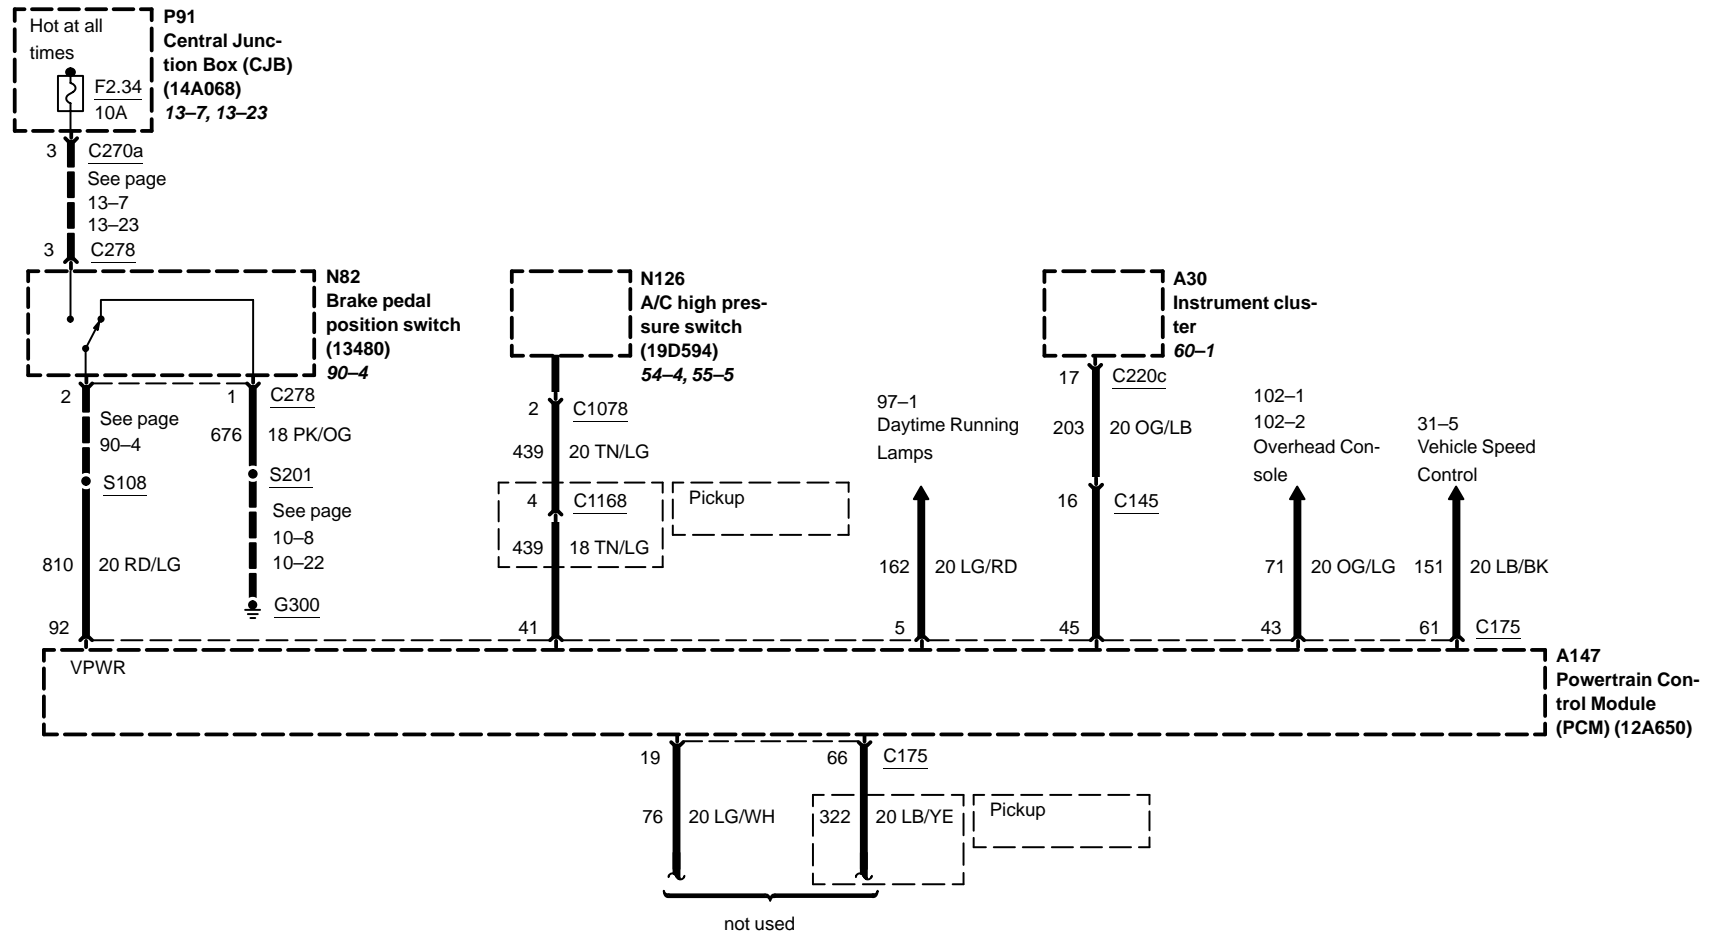 Hot at all
times
F2.34
10A
P91
Central Junc-
tion Box (CJB)
(14A068)
13–7, 13–23
3
C270a
See page
13–7
13–23
3
C278
N82
Brake pedal
position switch
(13480)
90–4
N126
A/C high pres-
sure switch
(19D594)
54–4, 55–5
A30
Instrument clus-
ter
60–1
2
1
C278
See page
90–4
676
18 PK/OG
S108
S201
See page
10–8
10–22
810
20 RD/LG
G300
92
2
C1078
439
20 TN/LG
4
C1168
Pickup
439
18 TN/LG
41
97–1
Daytime Running
Lamps
162
20 LG/RD
5
17
C220c
203
20 OG/LB
16
C145
45
102–1
102–2
Overhead Con-
sole
71
20 OG/LG
43
31–5
Vehicle Speed
Control
151
20 LB/BK
61
C175
VPWR
A147
Powertrain Con-
trol Module
(PCM) (12A650)
19
66
C175
76
20 LG/WH
322
20 LB/YE
Pickup
not used